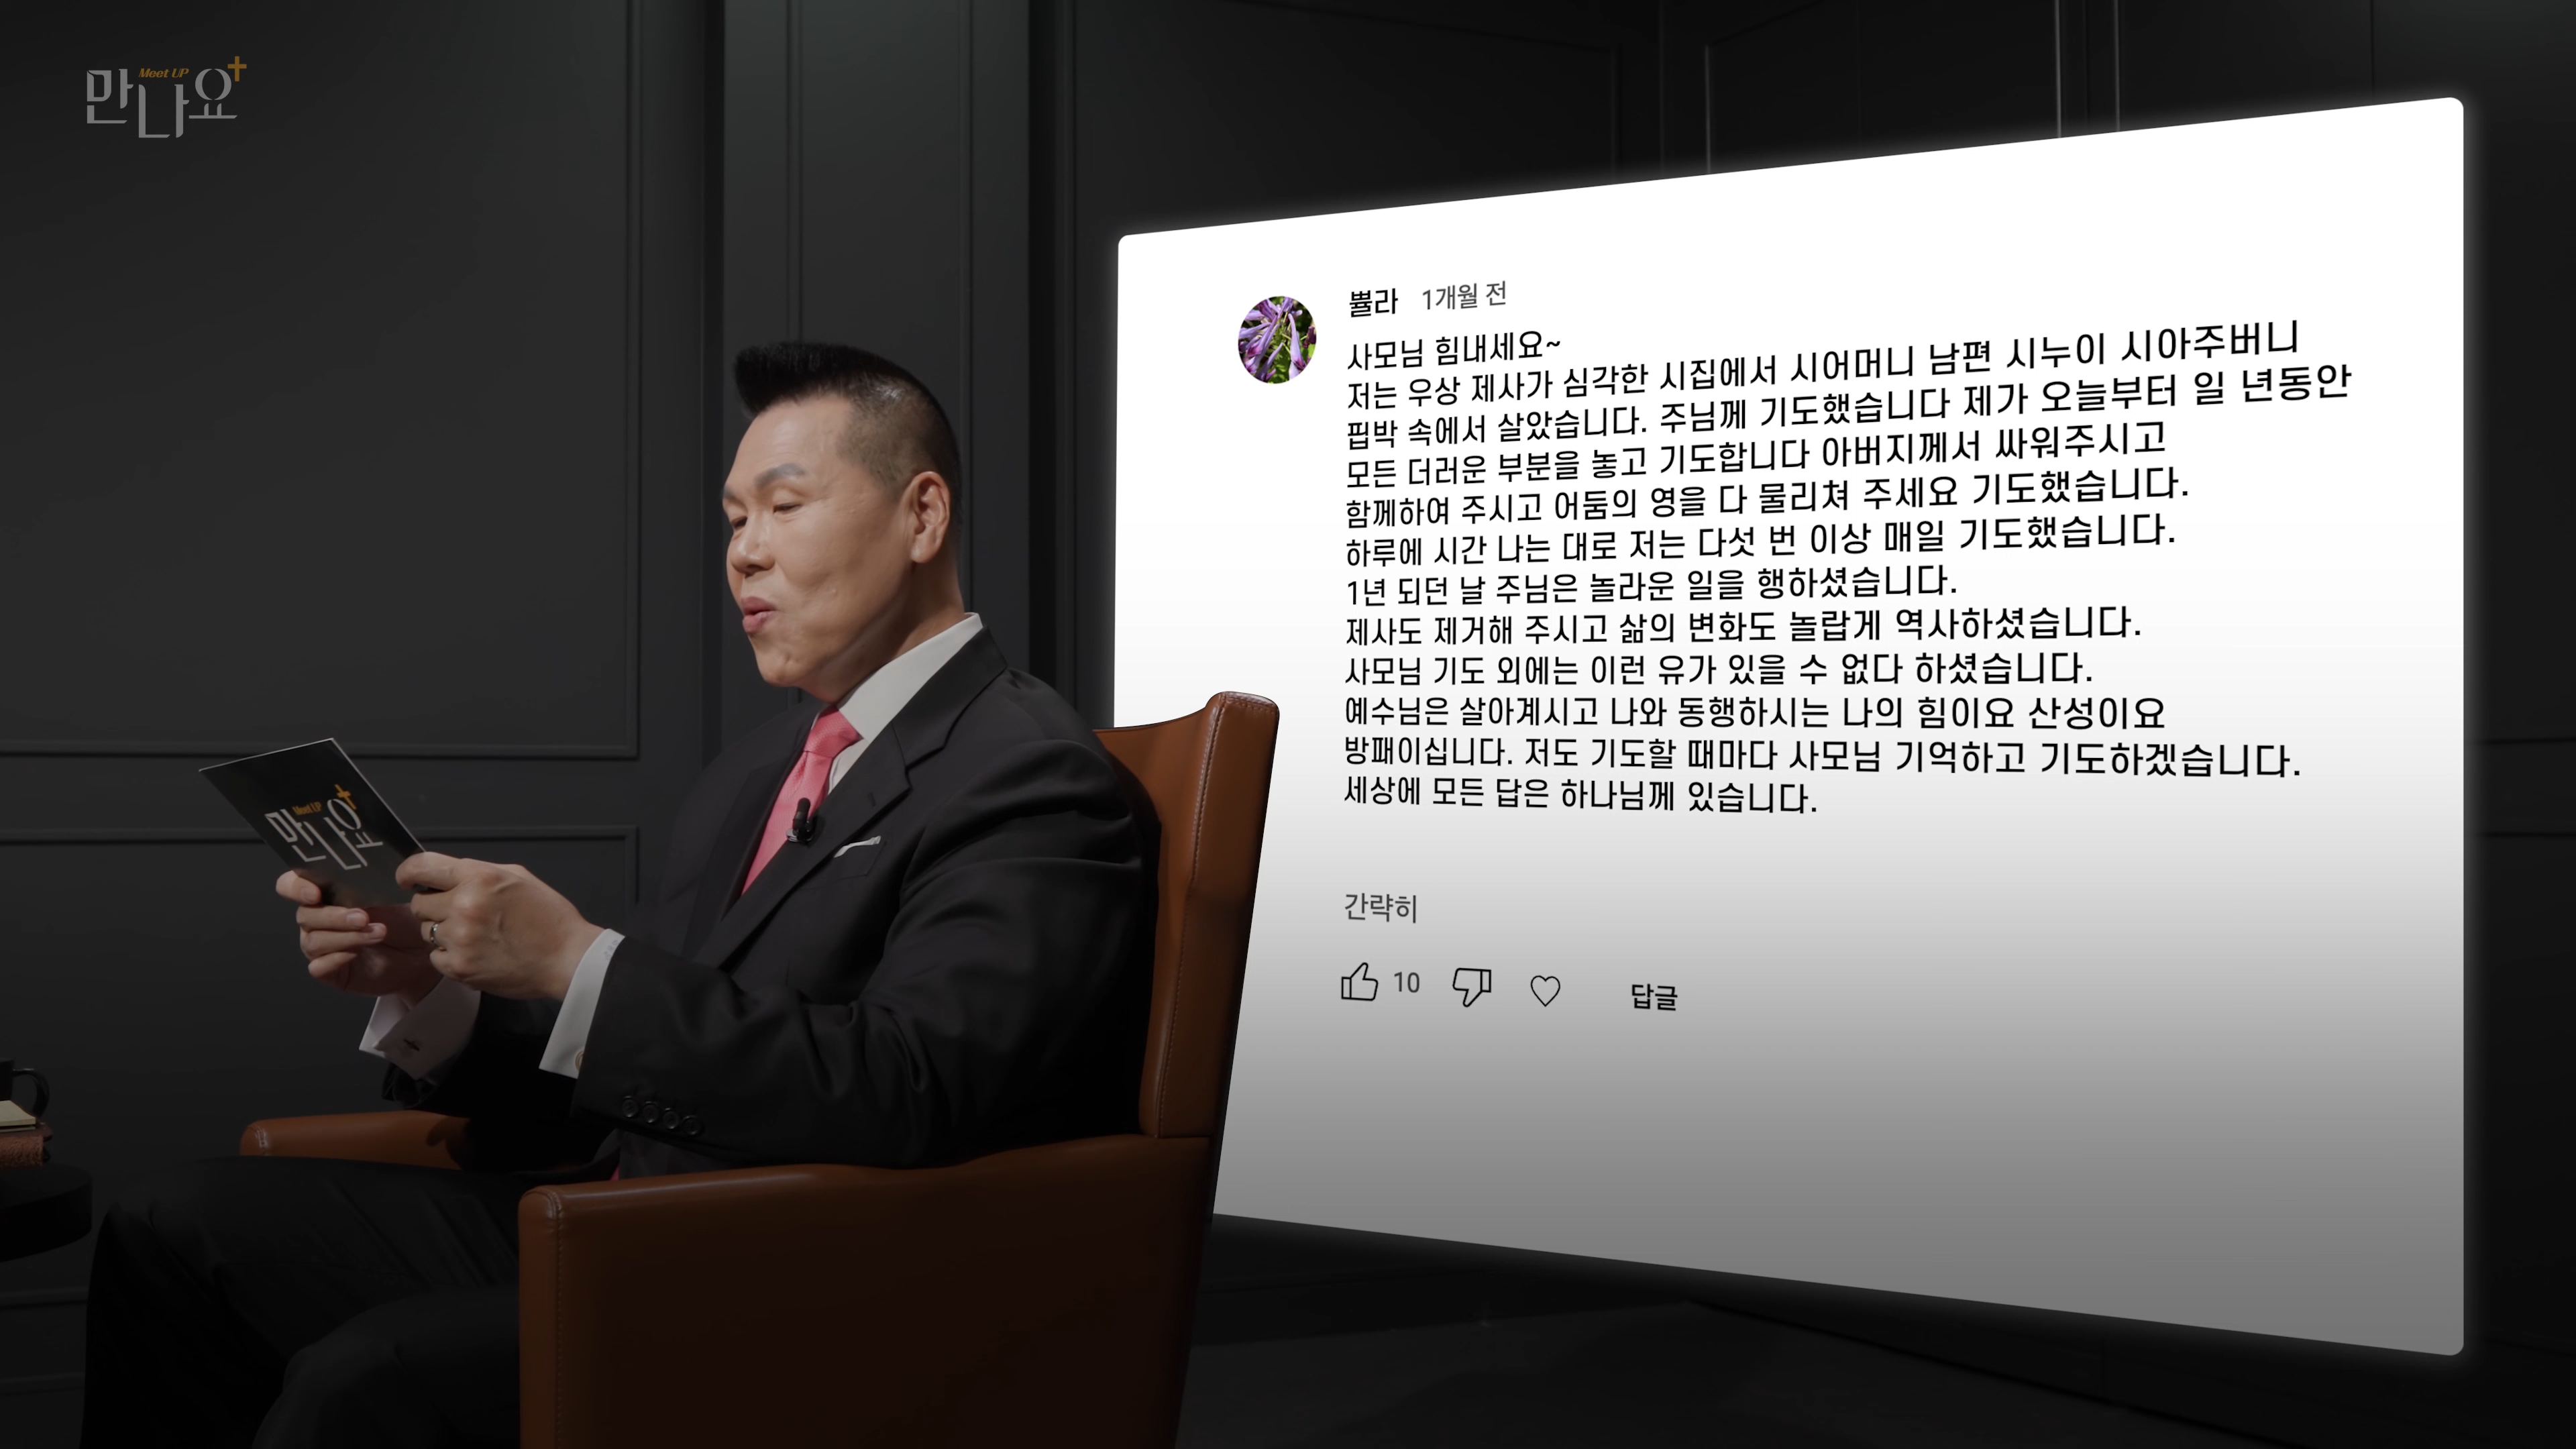 만나요
Meet UP
뿔라 1개월 전
사모님 힘내세요~
저는 우상 제사가 심각한 시집에서 시어머니 남편 시누이 시아주버니
핍박 속에서 살았습니다. 주님께 기도했습니다 제가 오늘부터 일 년동안
모든 더러운 부분을 놓고 기도합니다 아버지께서 싸워주시고
함께하여 주시고 어둠의 영을 다 물리쳐 주세요 기도했습니다.
하루에 시간 나는 대로 저는 다섯 번 이상 매일 기도했습니다.
1년 되던 날 주님은 놀라운 일을 행하셨습니다.
제사도 제거해 주시고 삶의 변화도 놀랍게 역사하셨습니다.
사모님 기도 외에는 이런 유가 있을 수 없다 하셨습니다.
예수님은 살아계시고 나와 동행하시는 나의 힘이요 산성이요
방패이십니다. 저도 기도할 때마다 사모님 기억하고 기도하겠습니다.
세상에 모든 답은 하나님께 있습니다.
간략히
10 답글
Meet UP
만나요